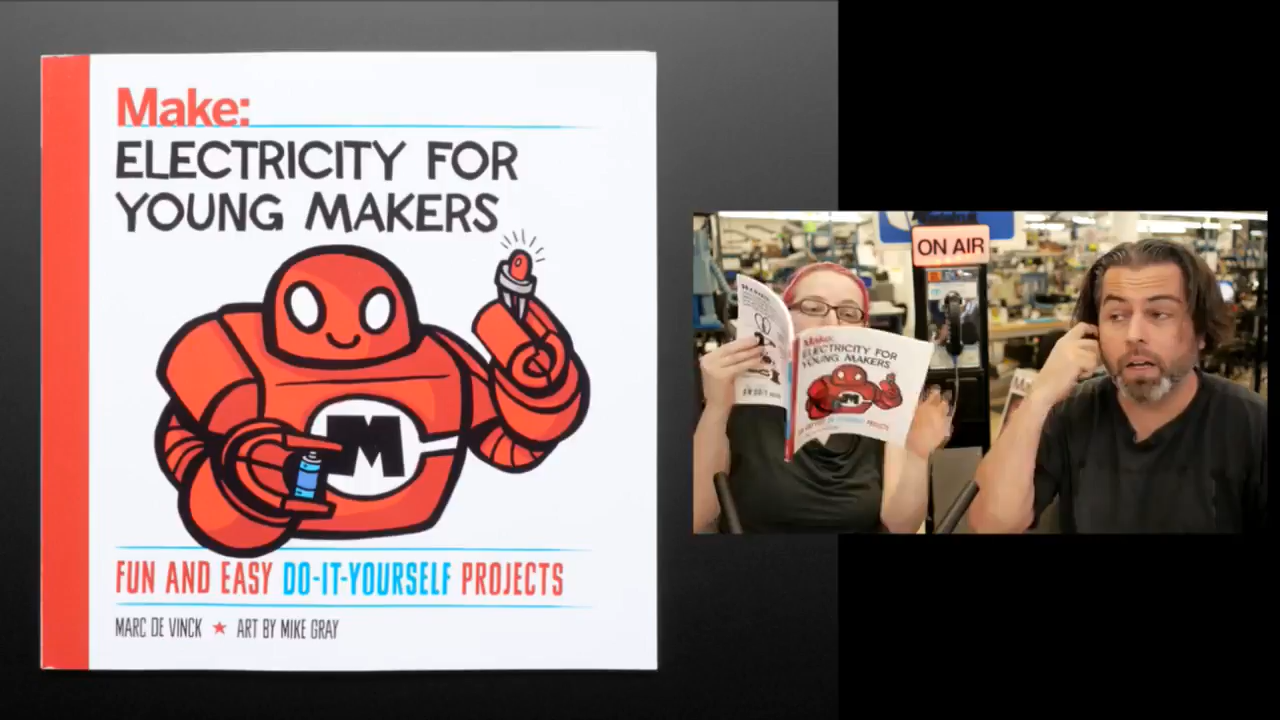 Make:
ELECTRICITY FOR
YOUNG MAKERS
M
FUN AND EASY DO-IT-YOURSELF PROJECTS
MARC DE VINCK ★ ART BY MIKE GRAY
ON AIR
Make:
ELECTRICITY FOR
YOUNG MAKERS
M
PROJECTS